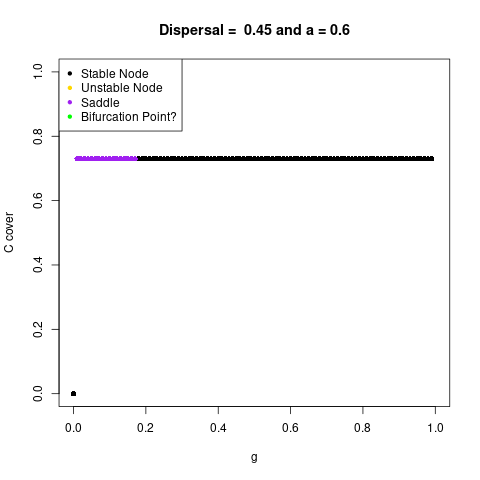 Dispersal =  0.45 and a = 0.6
Stable Node
Unstable Node
Saddle
Bifurcation Point?
C cover
1.0
0.8
0.6
0.4
0.2
0.0
0.0 0.2 0.4 0.6 0.8 1.0
g